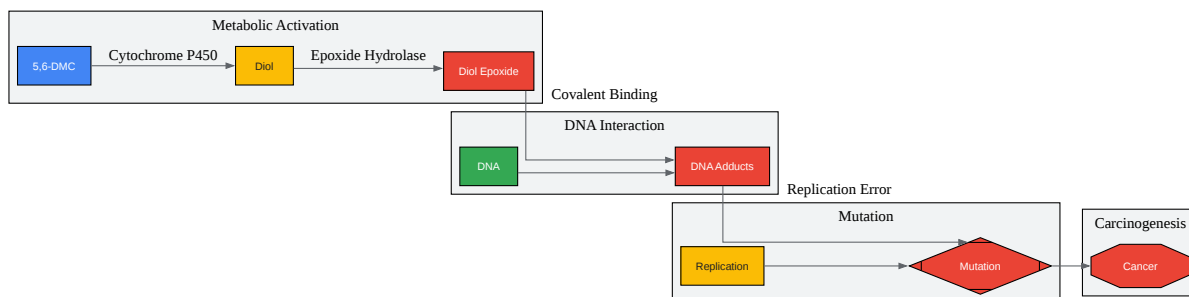 Metabolic Activation
5,6-DMC
Cytochrome P450
Diol
Epoxide Hydrolase
Diol Epoxide
Covalent Binding
DNA Interaction
DNA
DNA Adducts
Replication Error
Mutation
Replication
Mutation
Carcinogenesis
Cancer